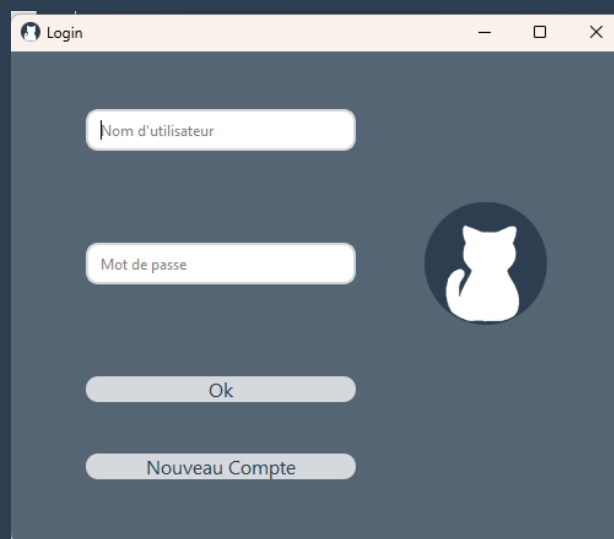 Login
Nom d'utilisateur
Mot de passe
Ok
Nouveau Compte